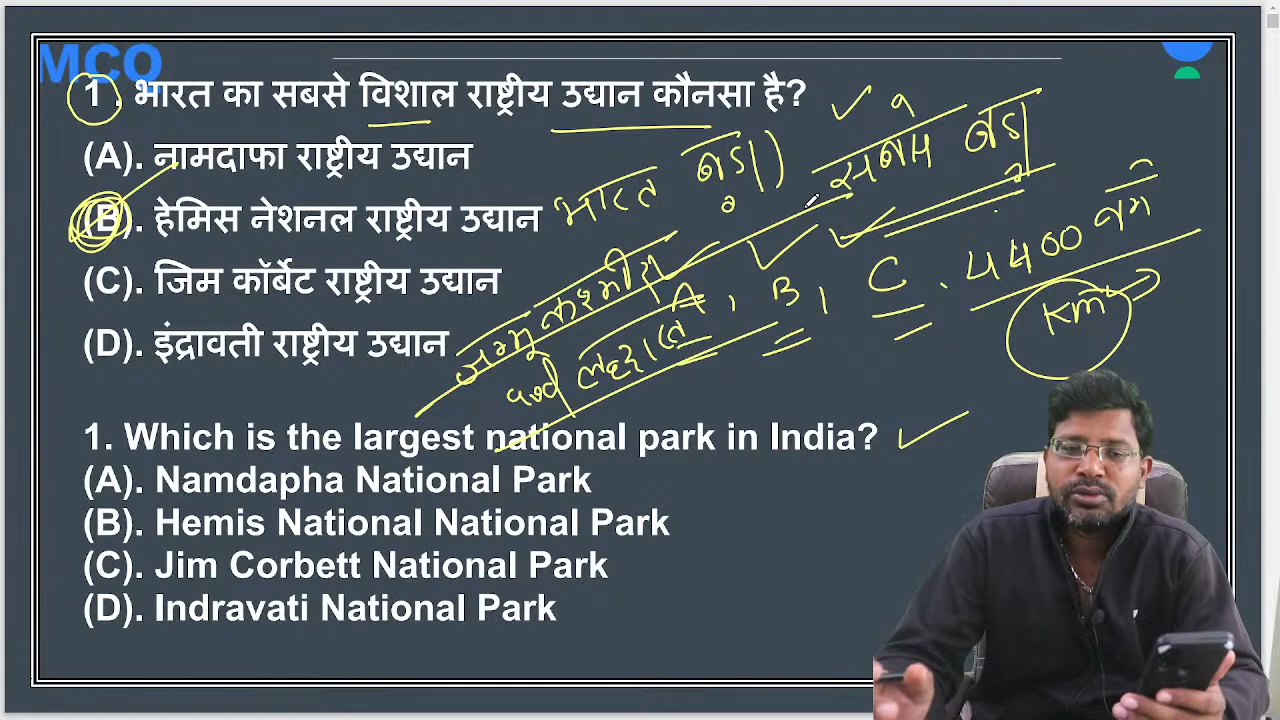 MCQ
1 . भारत का सबसे विशाल राष्ट्रीय उद्यान कौनसा है?
(A). नामदाफा राष्ट्रीय उद्यान
(B). हेमिस नेशनल राष्ट्रीय उद्यान
(C). जिम कॉर्बेट राष्ट्रीय उद्यान
(D). इंद्रावती राष्ट्रीय उद्यान
भारत बड़ा)
सबसे बड़ा
जम्मू कश्मीर
लद्दाख
A, B, C. 4400 वर्ग
Km²
1. Which is the largest national park in India?
(A). Namdapha National Park
(B). Hemis National National Park
(C). Jim Corbett National Park
(D). Indravati National Park